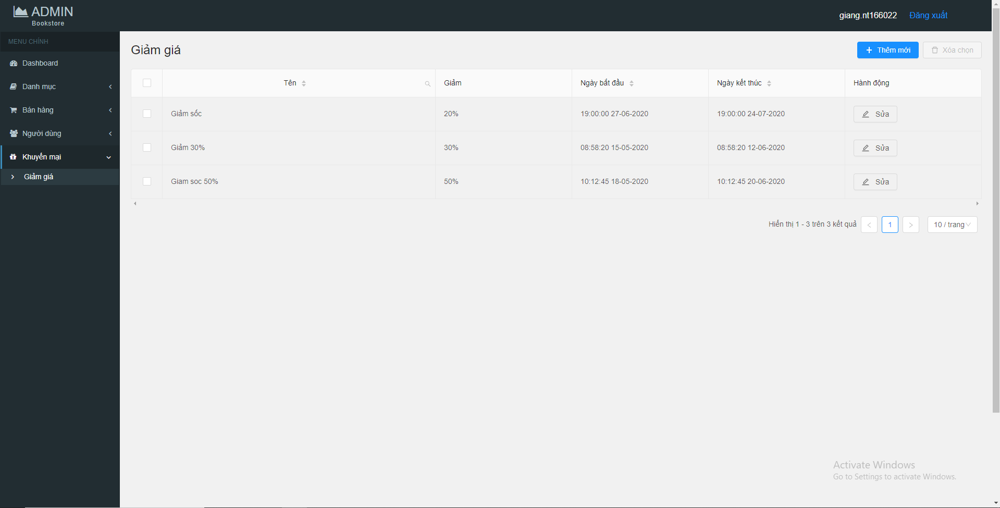 ADMIN
Bookstore
giang.nt166022 Đăng xuất
MENU CHÍNH
Dashboard
Danh mục
Bán hàng
Người dùng
Khuyến mại
Giảm giá
Giảm giá
Thêm mới Xóa chọn
Tên Giảm Ngày bắt đầu Ngày kết thúc Hành động
Giảm sốc 20% 19:00:00 27-06-2020 19:00:00 24-07-2020 Sửa
Giảm 30% 30% 08:58:20 15-05-2020 08:58:20 12-06-2020 Sửa
Giam soc 50% 50% 10:12:45 18-05-2020 10:12:45 20-06-2020 Sửa
Hiển thị 1 - 3 trên 3 kết quả 1 10 / trang
Activate Windows
Go to Settings to activate Windows.